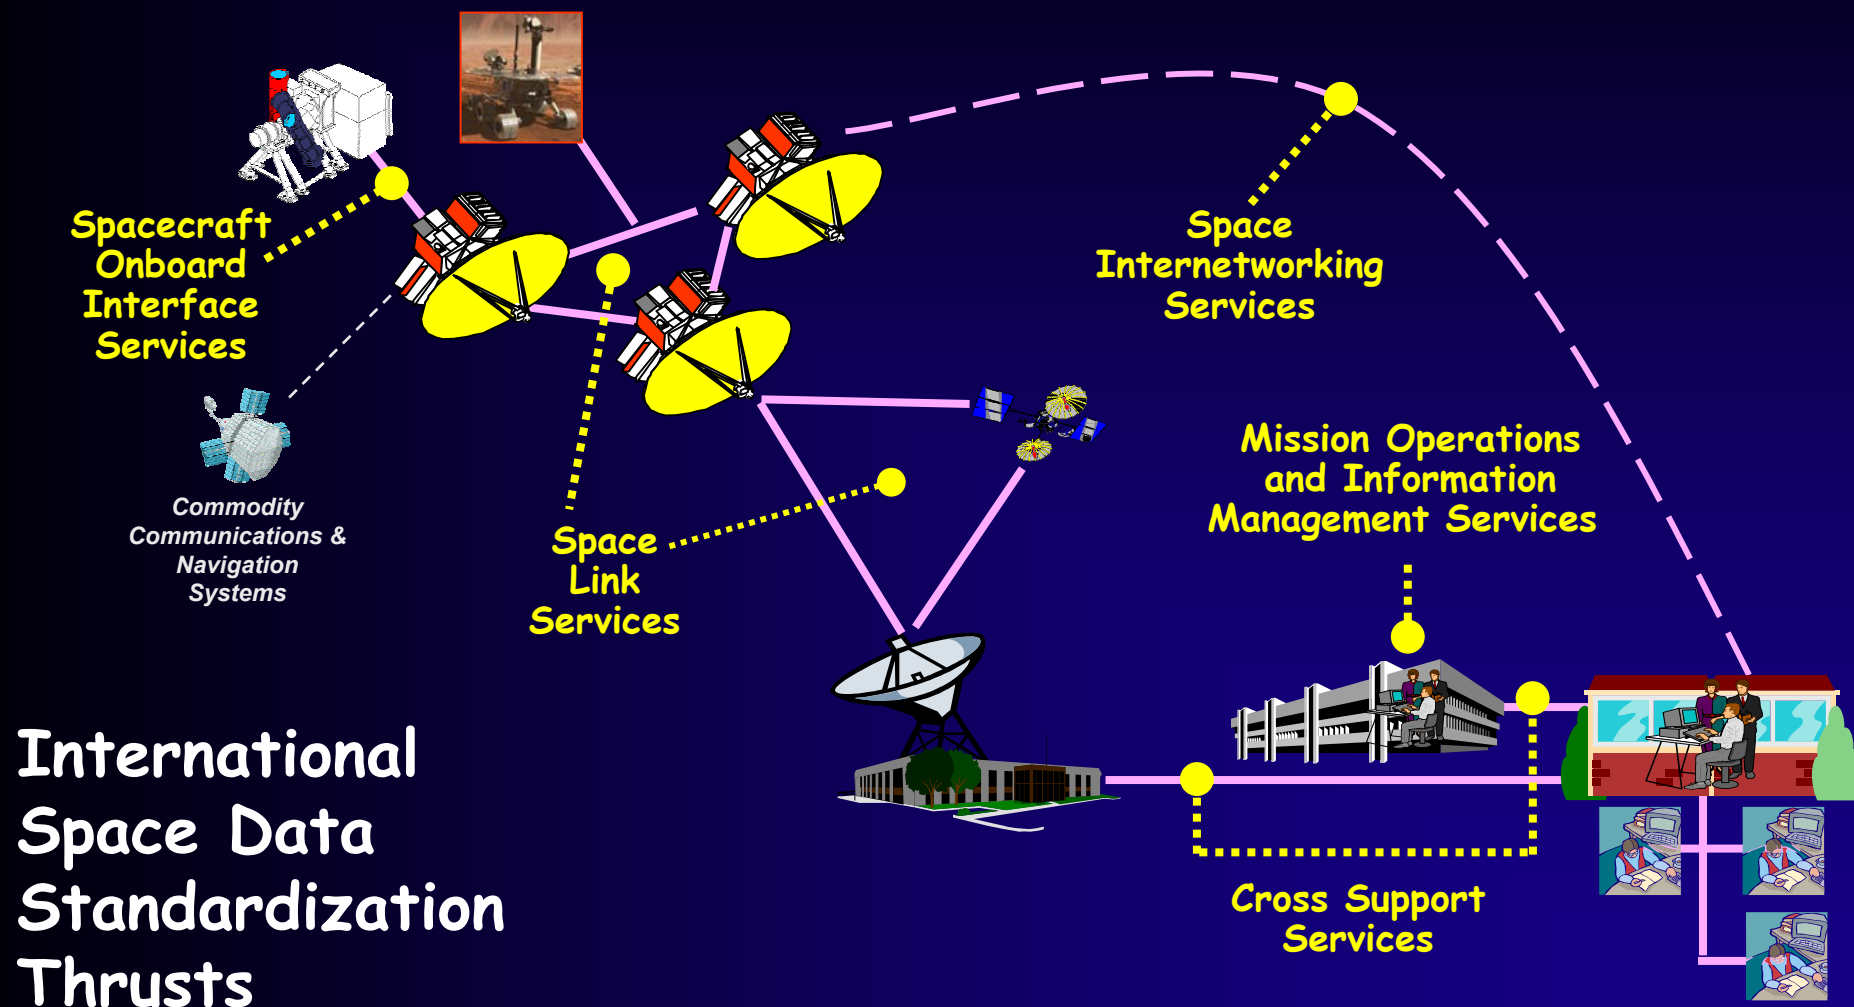 Spacecraft
Onboard
Interface
Services
Space
Internetworking
Services
Mission Operations
and Information
Management Services
Commodity
Communications &
Navigation
Systems
Space
Link
Services
International
Space Data
Standardization
Thrusts
Cross Support
Services